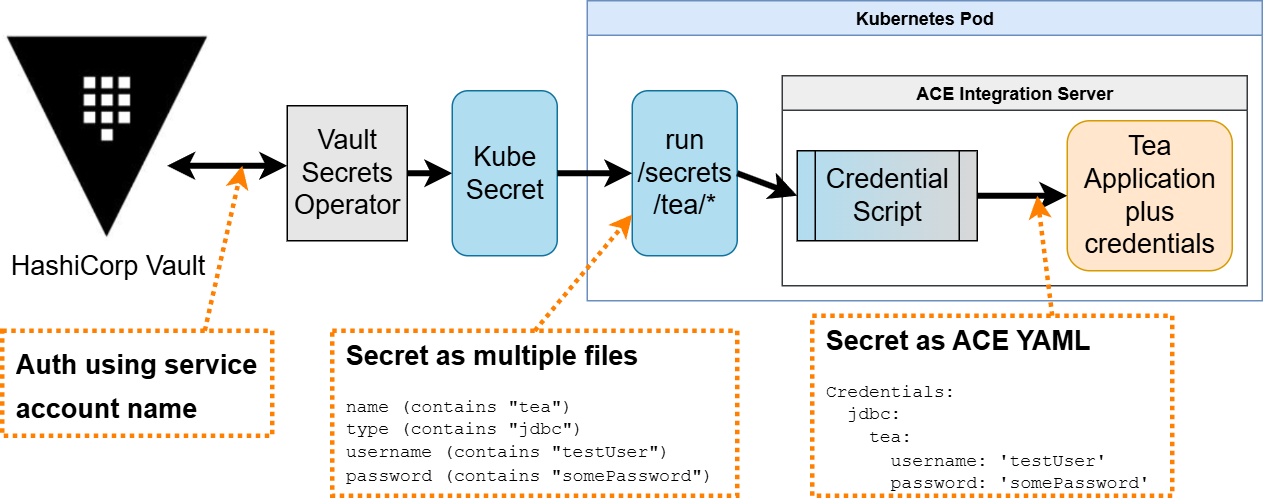 Kubernetes Pod
ACE Integration Server
Vault
Secrets
Operator
Kube
Secret
run
/secrets
/tea/*
Credential
Script
Tea
Application
plus
credentials
HashiCorp Vault
Auth using service
account name
Secret as multiple files
name (contains "tea")
type (contains "jdbc")
username (contains "testUser")
password (contains "somePassword")
Secret as ACE YAML
Credentials:
  jdbc:
    tea:
      username: 'testUser'
      password: 'somePassword'